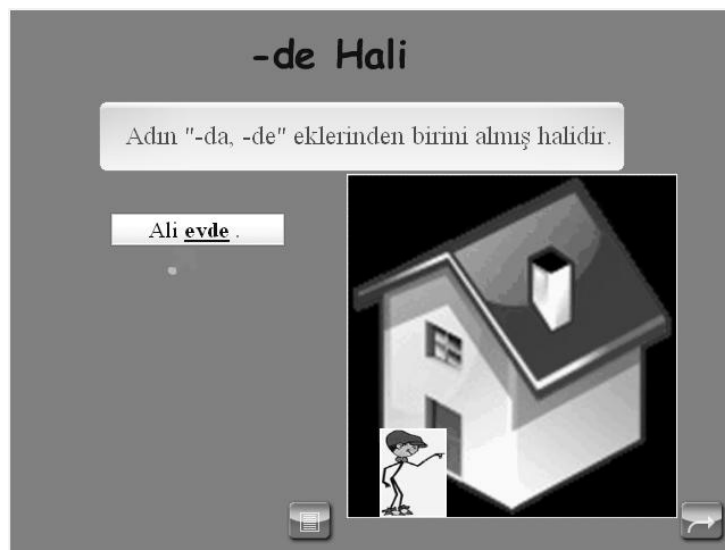 -de Hali
Adın "-da, -de" eklerinden birini almış halidir.
Ali evde .